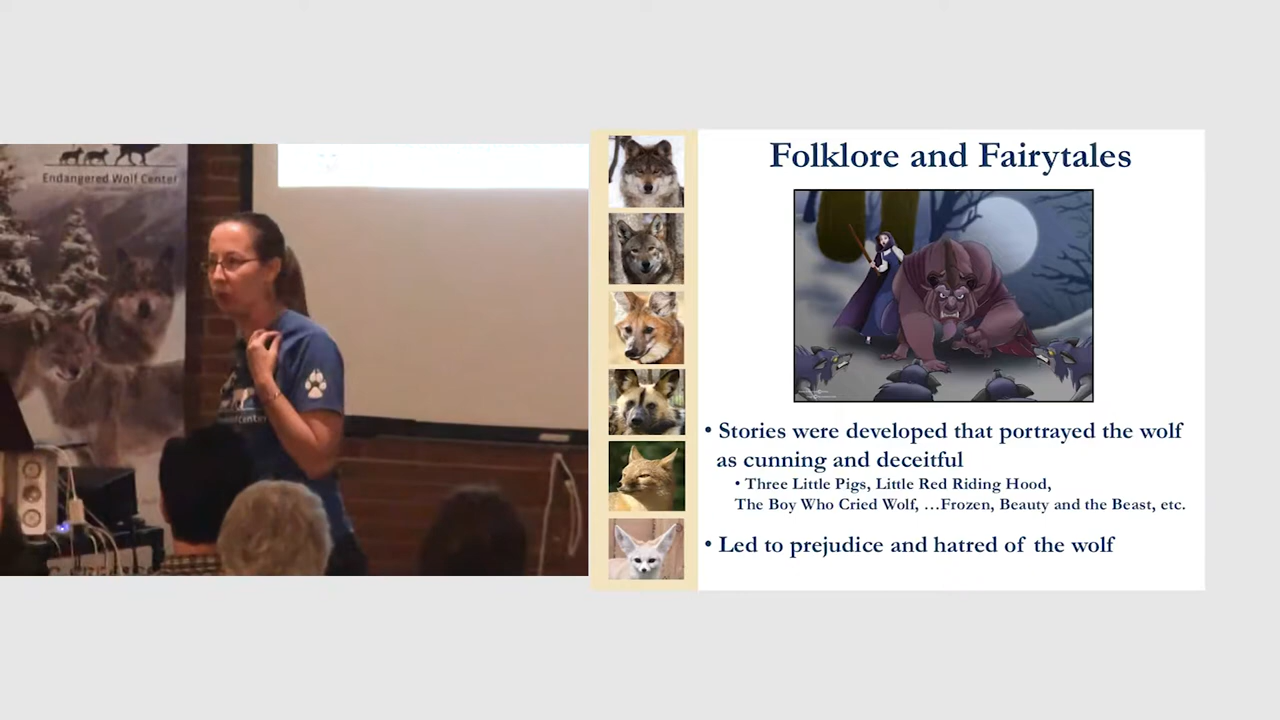 Endangered Wolf Center
Folklore and Fairytales
• Stories were developed that portrayed the wolf
as cunning and deceitful
• Three Little Pigs, Little Red Riding Hood,
The Boy Who Cried Wolf, …Frozen, Beauty and the Beast, etc.
• Led to prejudice and hatred of the wolf